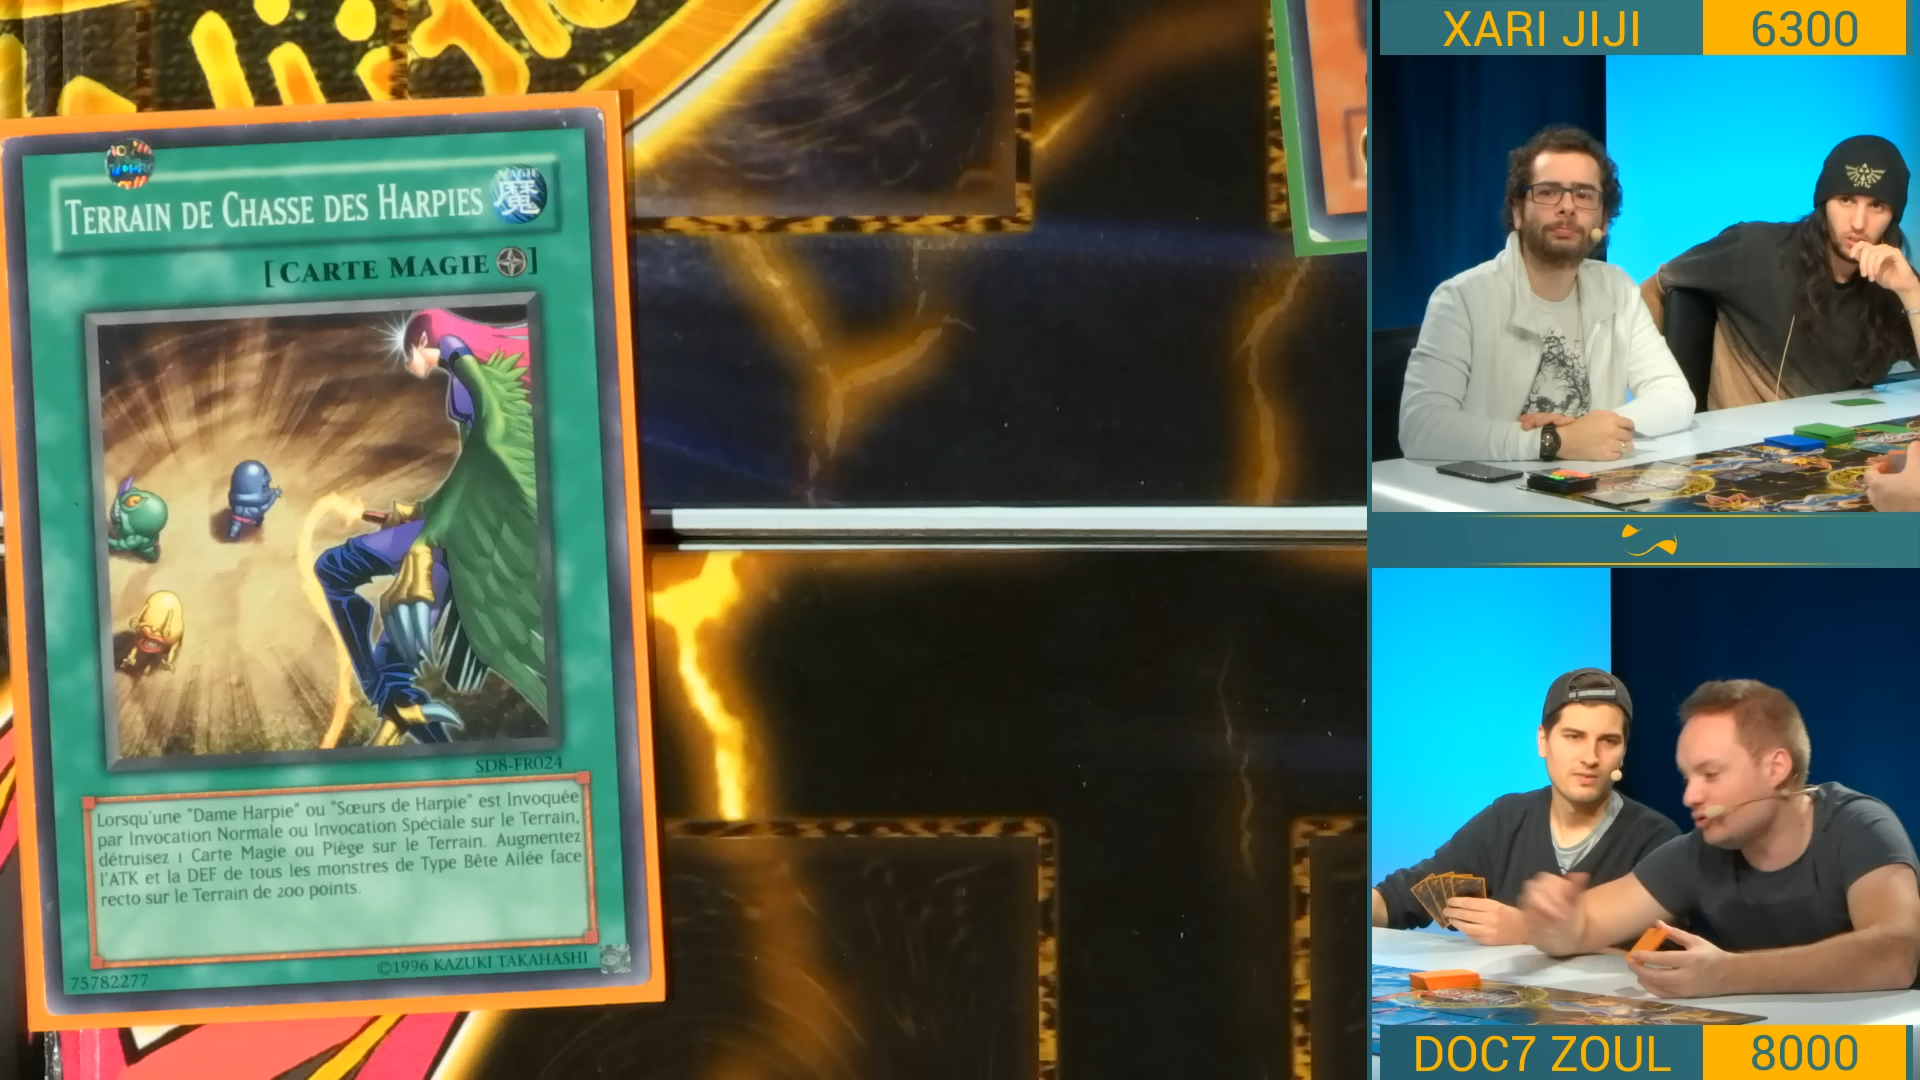 XARI JIJI
6300
TERRAIN DE CHASSE DES HARPIES
MAGIE
魔
[CARTE MAGIE]
SD8-FR024
Lorsqu'une "Dame Harpie" ou "Sœurs de Harpie" est Invoquée
par Invocation Normale ou Invocation Spéciale sur le Terrain,
détruisez 1 Carte Magie ou Piège sur le Terrain. Augmentez
l'ATK et la DEF de tous les monstres de Type Bête Ailée face
recto sur le Terrain de 200 points.
75782277
©1996 KAZUKI TAKAHASHI
DOC7 ZOUL
8000